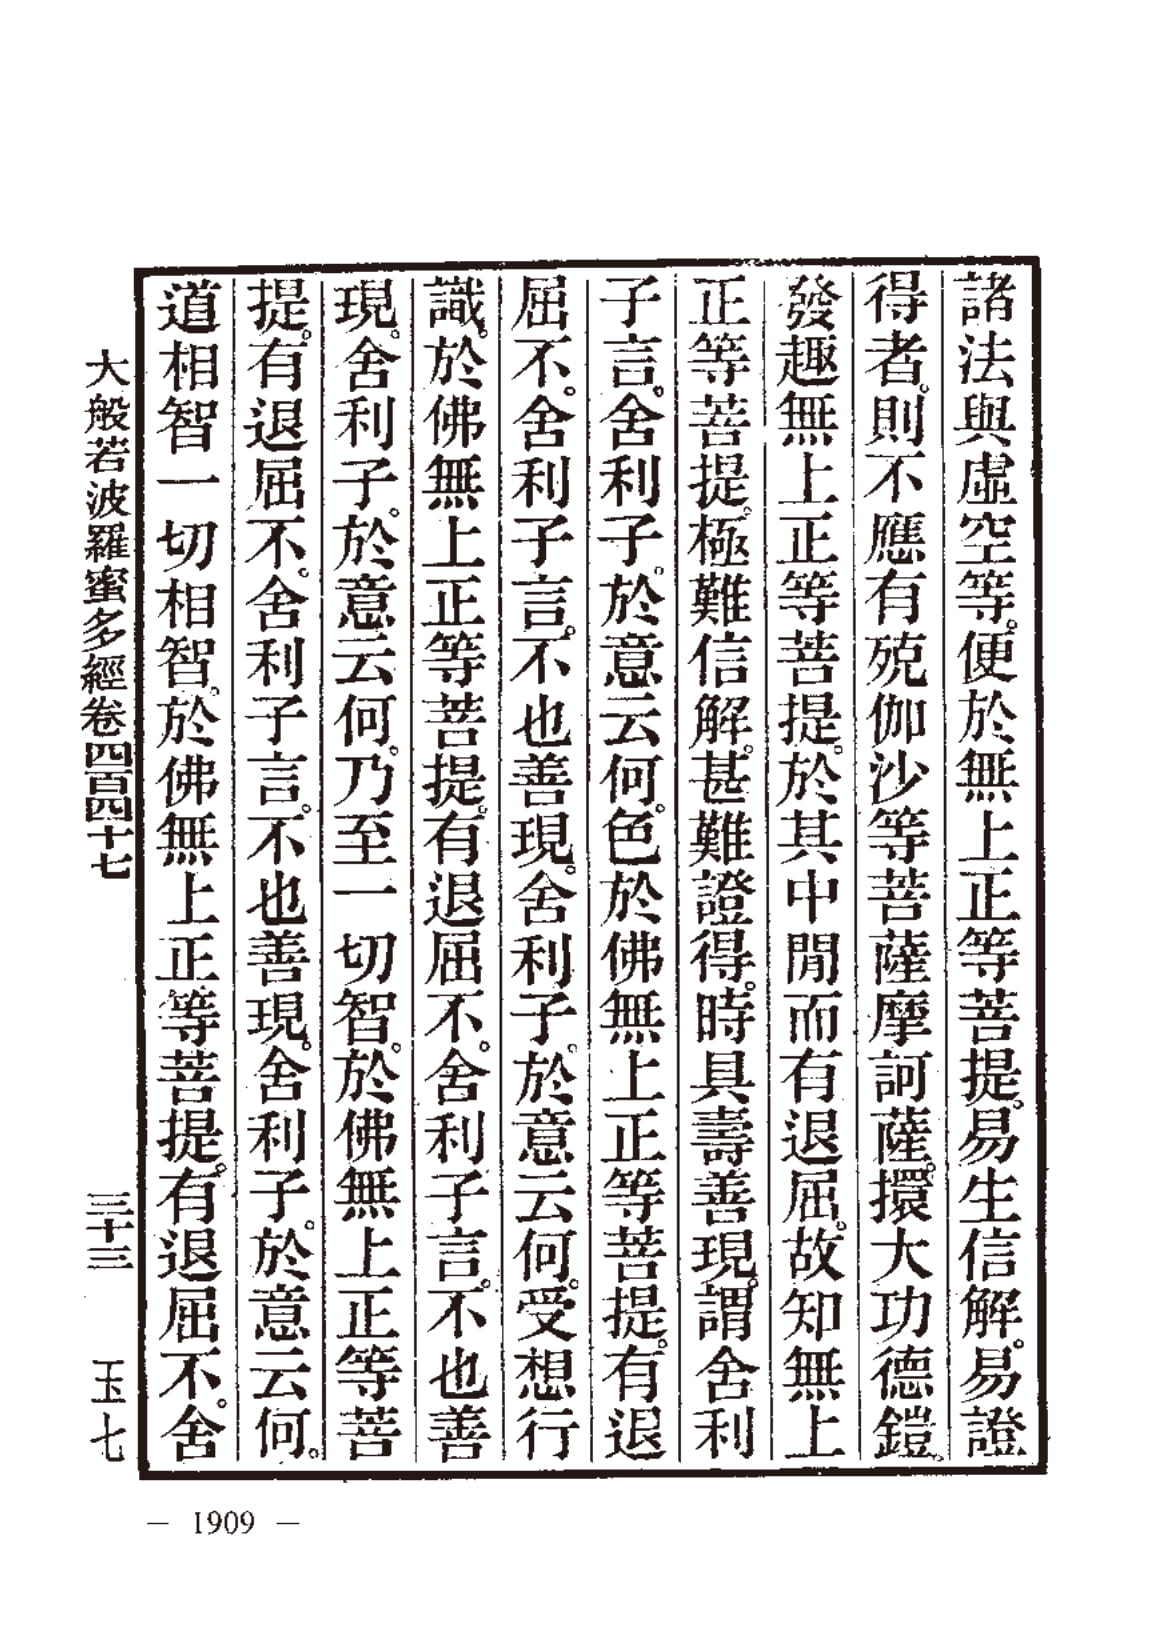 諸法與虛空等。便於無上正等菩提。易生信解。易證
得者。則不應有殑伽沙等菩薩摩訶薩。擐大功德鎧。
發趣無上正等菩提。於其中閒而有退屈。故知無上
正等菩提。極難信解。甚難證得。時具壽善現。謂舍利
子言。舍利子。於意云何。色於佛無上正等菩提。有退
屈不。舍利子言。不也善現。舍利子。於意云何。受想行
識。於佛無上正等菩提。有退屈不。舍利子言。不也善
現。舍利子。於意云何。乃至一切智。於佛無上正等菩
提。有退屈不。舍利子言。不也善現。舍利子。於意云何。
道相智一切相智。於佛無上正等菩提。有退屈不。舍
大般若波羅蜜多經卷四百四十七 三十三 玉七
— 1909 —